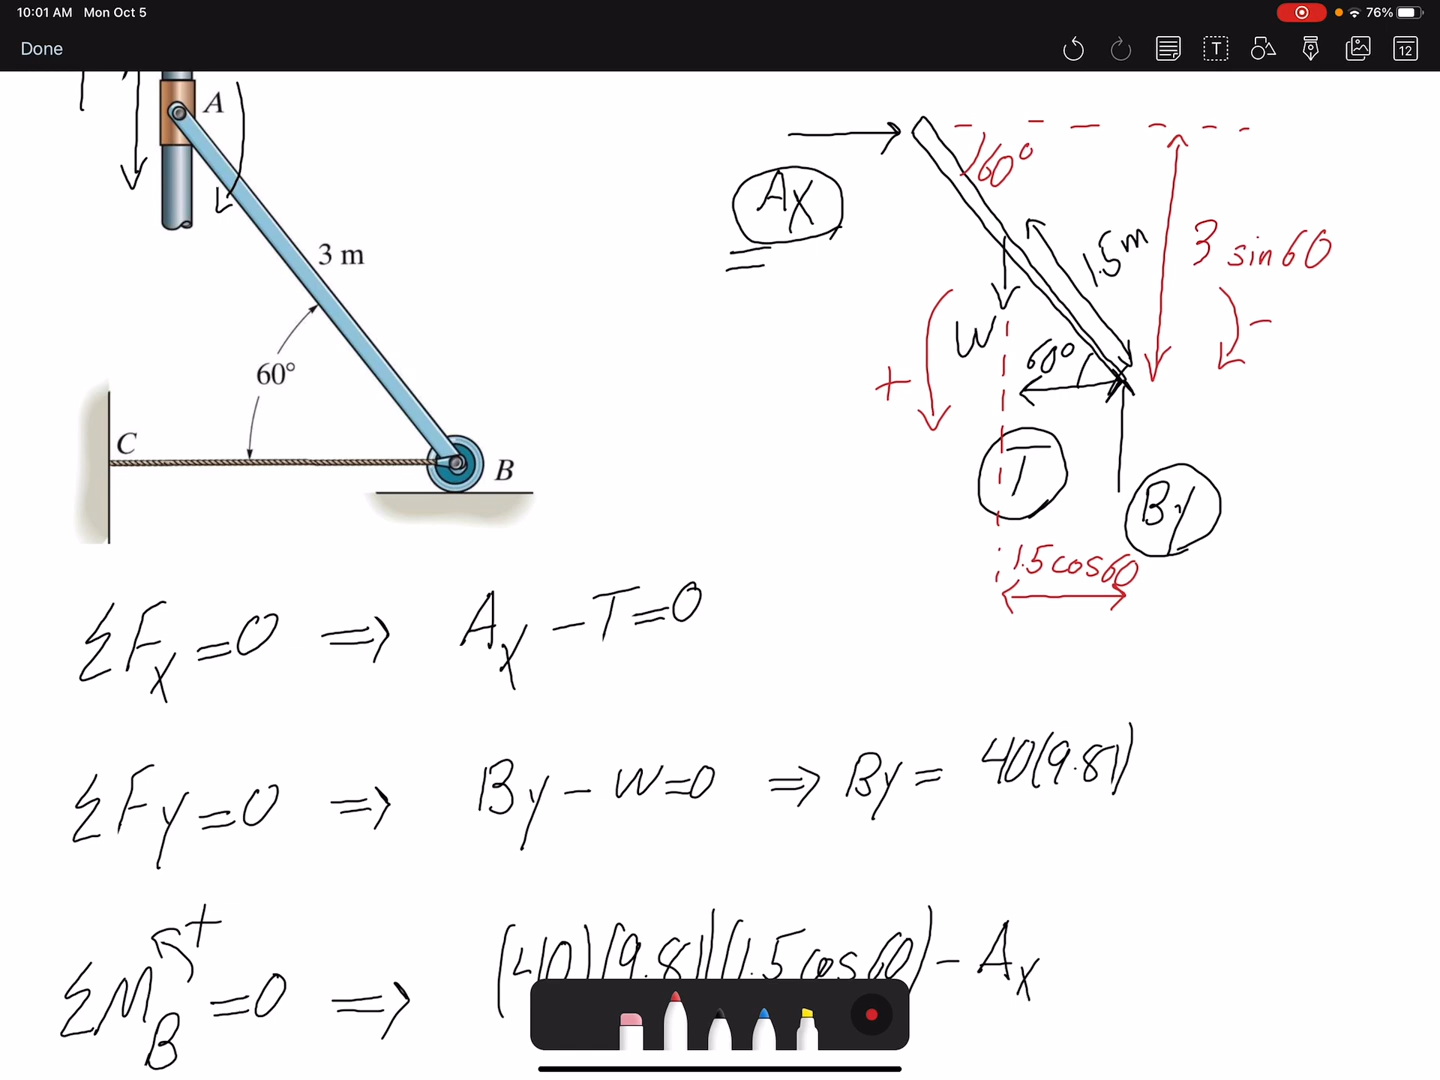 10:01 AM Mon Oct 5
76%
Done
T
12
A
3 m
60°
C
B
Ax
60°
1.5m
3 sin60
W
60°
+
-
T
By
1.5cos60
ΣFx=0 ⇒ Ax-T=0
ΣFy=0 ⇒ By-W=0 ⇒ By= 40(9.81)
+
ΣMB=0 ⇒ (40)(9.81)(1.5cos60)-Ax